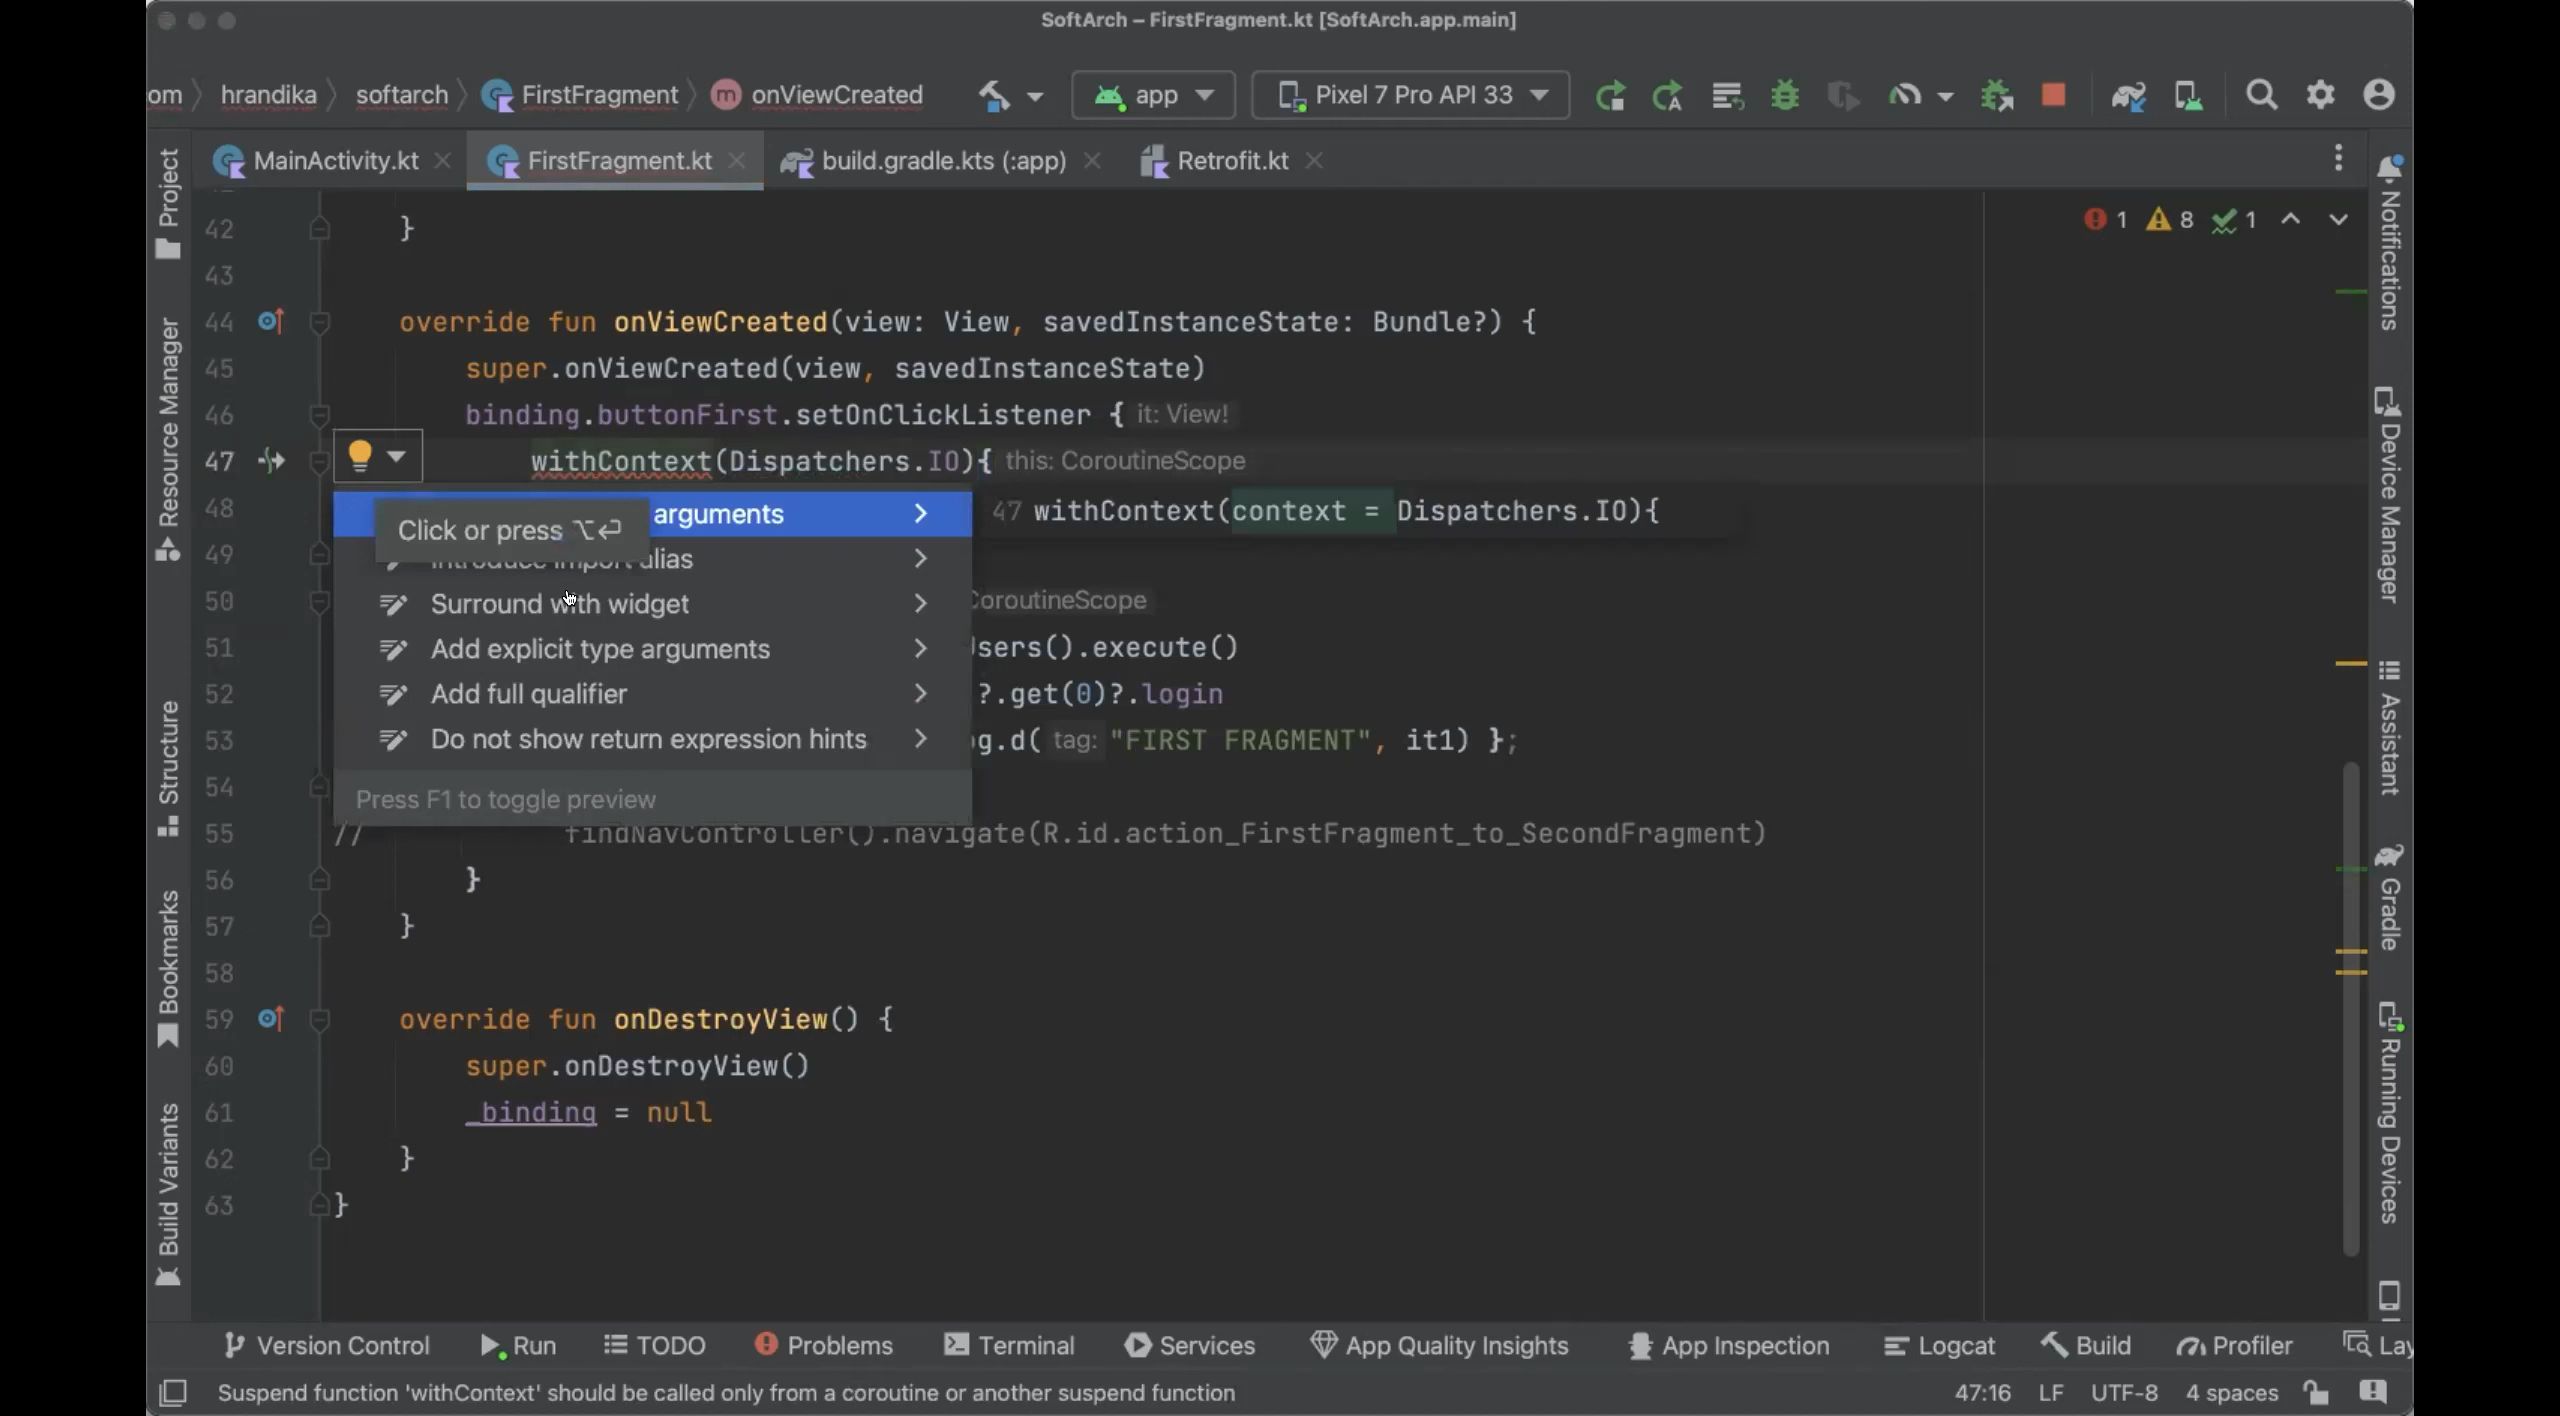 SoftArch – FirstFragment.kt [SoftArch.app.main]
om hrandika softarch FirstFragment m onViewCreated app Pixel 7 Pro API 33
MainActivity.kt FirstFragment.kt build.gradle.kts (:app) Retrofit.kt
1 8 1
42 }
43
44 override fun onViewCreated(view: View, savedInstanceState: Bundle?) {
45 super.onViewCreated(view, savedInstanceState)
46 binding.buttonFirst.setOnClickListener { it: View!
47 withContext(Dispatchers.IO){ this: CoroutineScope
48 arguments 47 withContext(context = Dispatchers.IO){
Click or press ⌥⏎
49 alias
50 Surround with widget CoroutineScope
51 Add explicit type arguments sers().execute()
52 Add full qualifier ?.get(0)?.login
53 Do not show return expression hints g.d( tag: "FIRST FRAGMENT", it1) };
54
Press F1 to toggle preview
55 // findNavController().navigate(R.id.action_FirstFragment_to_SecondFragment)
56 }
57 }
58
59 override fun onDestroyView() {
60 super.onDestroyView()
61 _binding = null
62 }
63 }
Project
Resource Manager
Structure
Bookmarks
Build Variants
Notifications
Device Manager
Assistant
Gradle
Running Devices
Version Control Run TODO Problems Terminal Services App Quality Insights App Inspection Logcat Build Profiler Lay
Suspend function 'withContext' should be called only from a coroutine or another suspend function 47:16 LF UTF-8 4 spaces